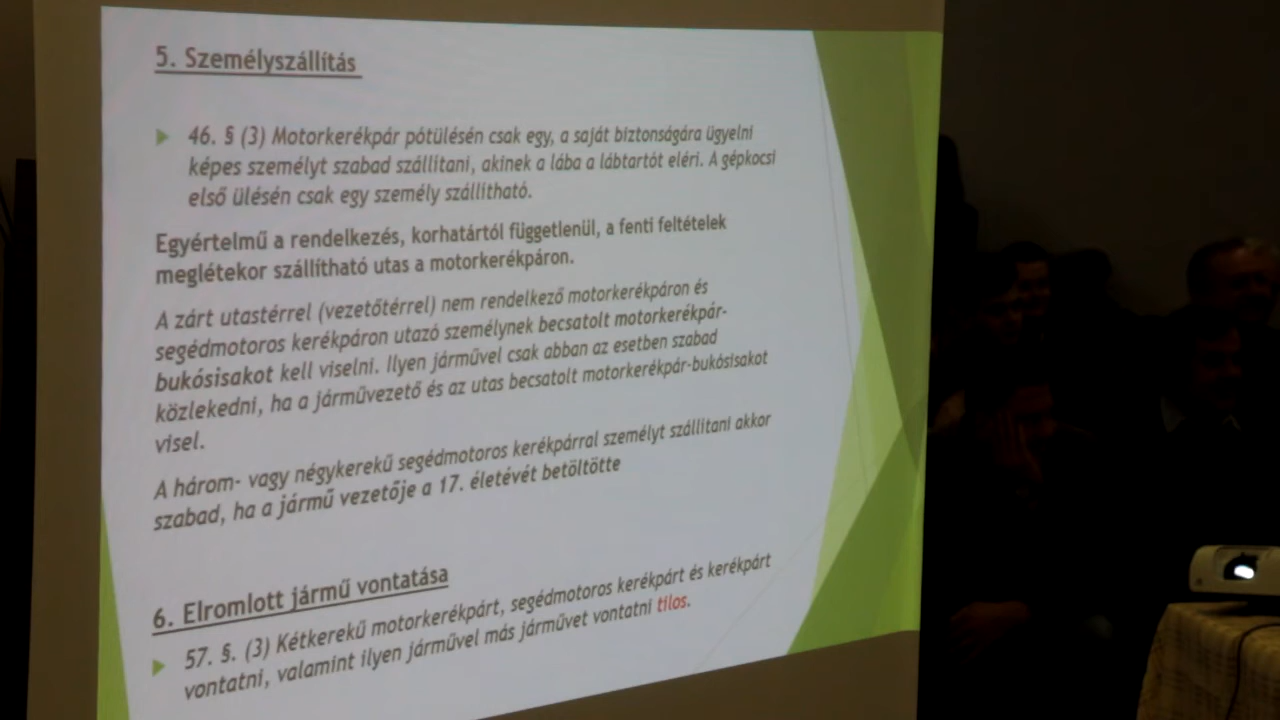 5. Személyszállítás
46. § (3) Motorkerékpár pótülésén csak egy, a saját biztonságára ügyelni
képes személyt szabad szállítani, akinek a lába a lábtartót eléri. A gépkocsi
első ülésén csak egy személy szállítható.
Egyértelmű a rendelkezés, korhatártól függetlenül, a fenti feltételek
meglétekor szállítható utas a motorkerékpáron.
A zárt utastérrel (vezetőtérrel) nem rendelkező motorkerékpáron és
segédmotoros kerékpáron utazó személynek becsatolt motorkerékpár-
bukósisakot kell viselni. Ilyen járművel csak abban az esetben szabad
közlekedni, ha a járművezető és az utas becsatolt motorkerékpár-bukósisakot
visel.
A három- vagy négykerekű segédmotoros kerékpárral személyt szállítani akkor
szabad, ha a jármű vezetője a 17. életévét betöltötte
6. Elromlott jármű vontatása
57. §. (3) Kétkerekű motorkerékpárt, segédmotoros kerékpárt és kerékpárt
vontatni, valamint ilyen járművel más járművet vontatni tilos.